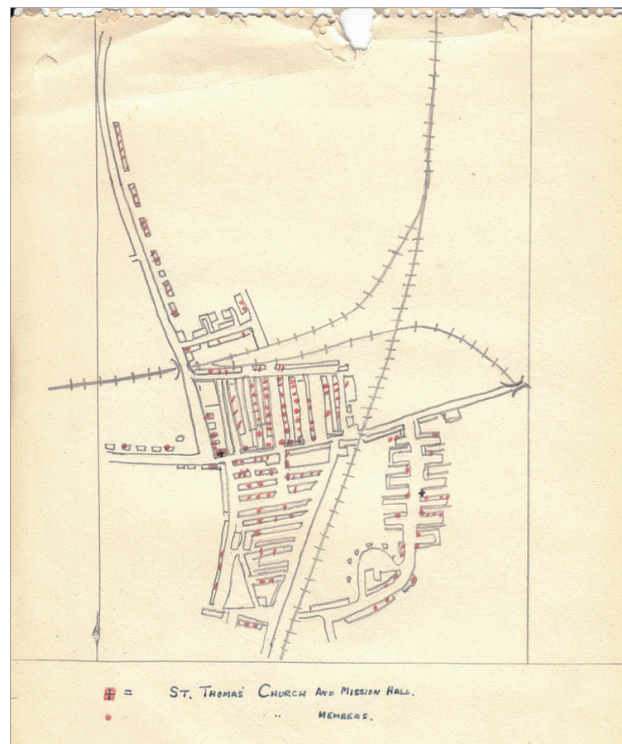 = ST. THOMAS' CHURCH AND MISSION HALL.
" MEMBERS.